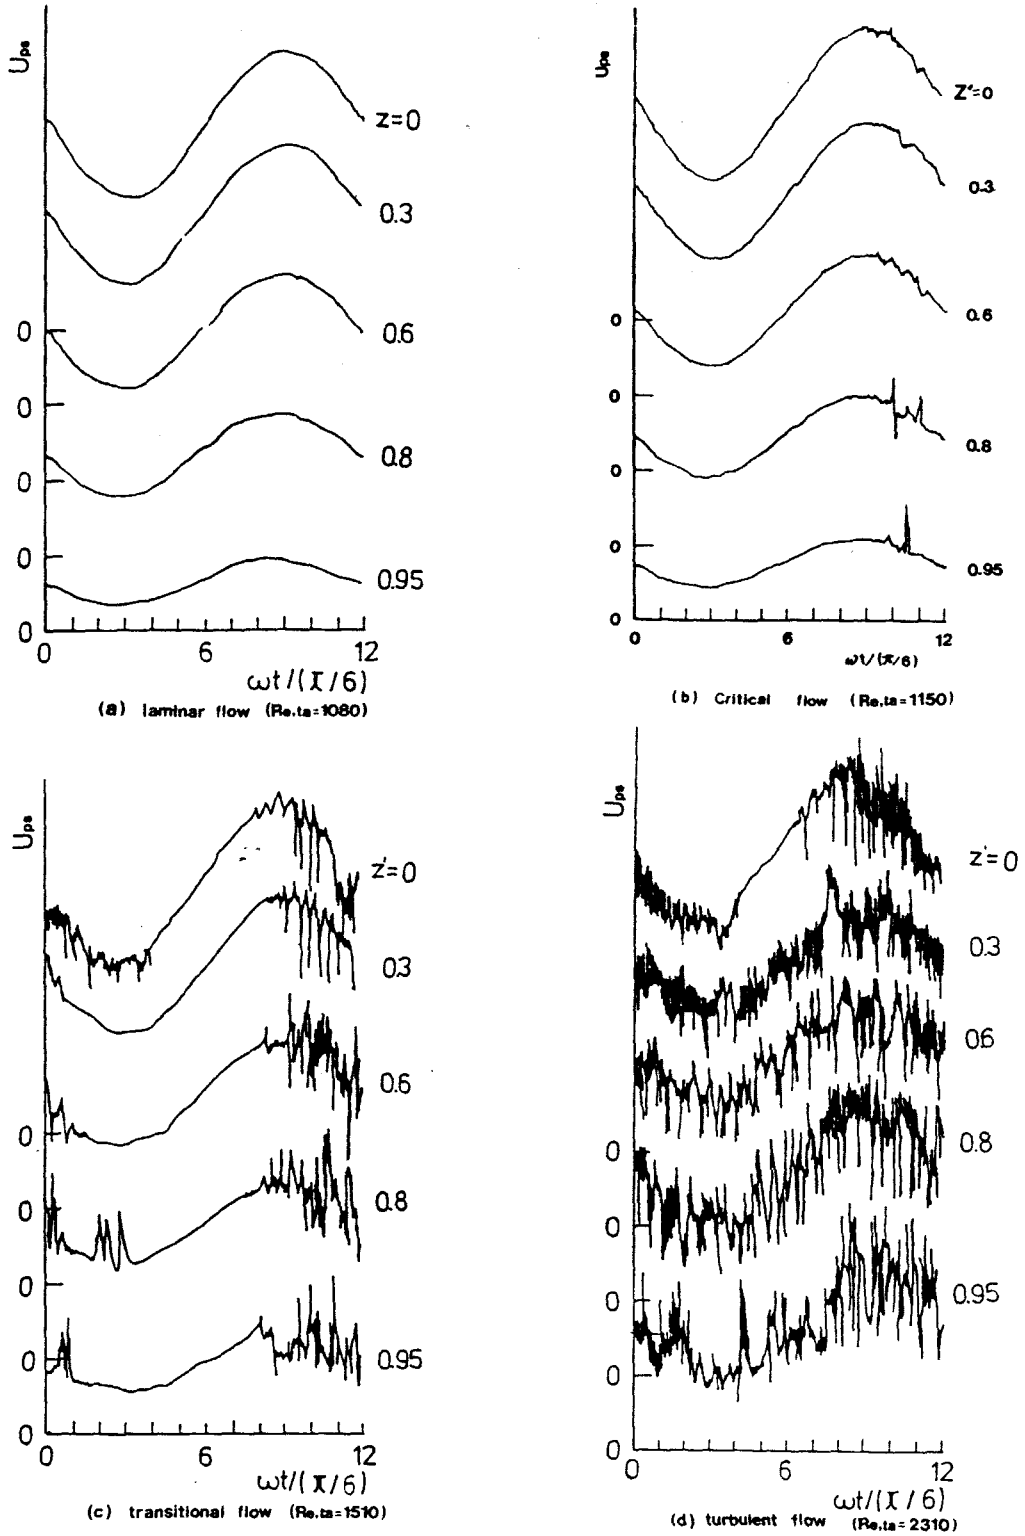 Ups
z=0
0.3
0 0.6
0
0.8
0
0
0.95
0
0 6 12
ωt/(π/6)
(a) laminar flow (Re,ta=1080)
Ups
Z'=0
0.3
0 0.6
0
0.8
0
0
0.95
0
0 6 12
ωt/(π/6)
(b) Critical flow (Re,ta=1150)
Ups
z'=0
0.3
0.6
0
0.8
0
0
0 0.95
0
0 6 12
ωt/(π/6)
(c) transitional flow (Re,ta=1510)
Ups
z'=0
0.3
0.6
0.8
0
0
0.95
0
0
0
0 6 12
ωt/(π/6)
(d) turbulent flow (Re,ta=2310)